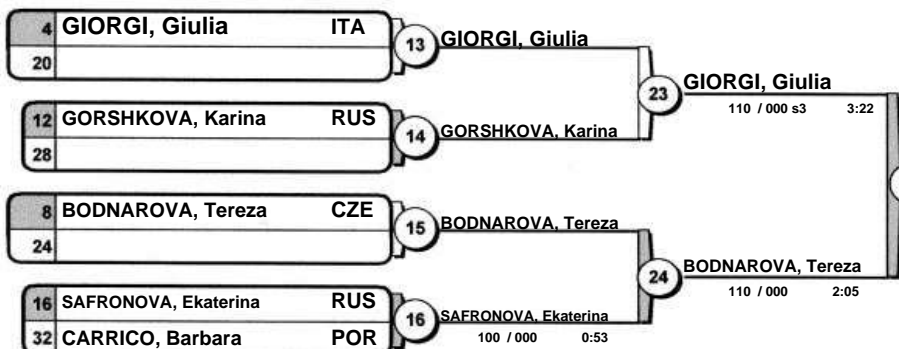 4 GIORGI, Giulia ITA
20
12 GORSHKOVA, Karina RUS
28
8 BODNAROVA, Tereza CZE
24
16 SAFRONOVA, Ekaterina RUS
32 CARRICO, Barbara POR
13 GIORGI, Giulia
14 GORSHKOVA, Karina
15 BODNAROVA, Tereza
16 SAFRONOVA, Ekaterina
100 / 000 0:53
23 GIORGI, Giulia
110 / 000 s3 3:22
24 BODNAROVA, Tereza
110 / 000 2:05